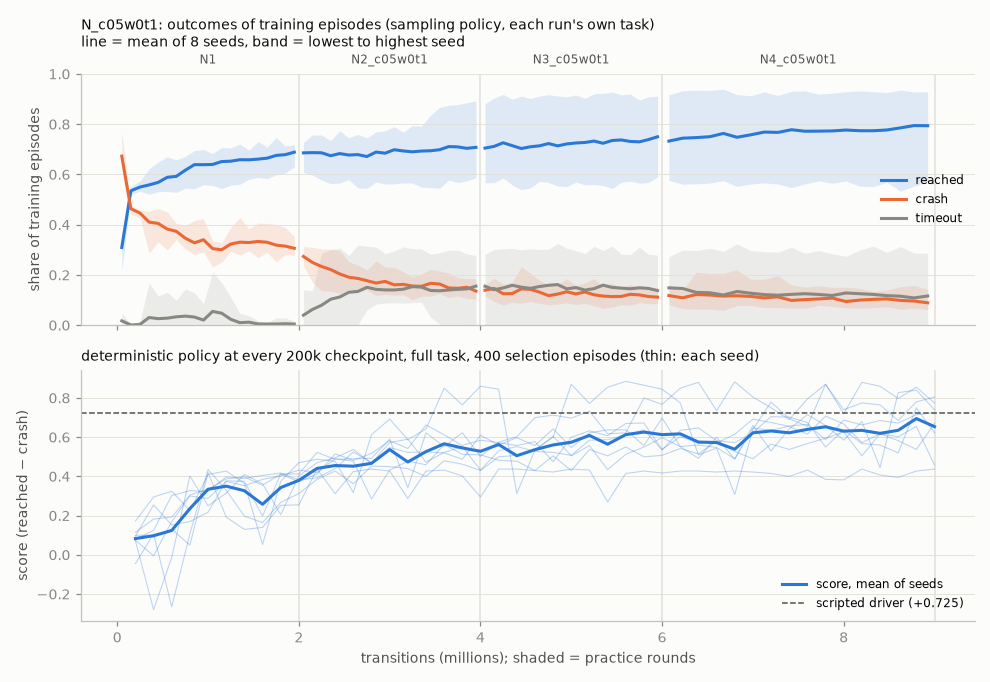 N_c05w0t1: outcomes of training episodes (sampling policy, each run's own task)
line = mean of 8 seeds, band = lowest to highest seed
N1 N2_c05w0t1 N3_c05w0t1 N4_c05w0t1
share of training episodes
1.0
0.8
0.6
0.4
0.2
0.0
reached
crash
timeout
deterministic policy at every 200k checkpoint, full task, 400 selection episodes (thin: each seed)
score (reached − crash)
0.8
0.6
0.4
0.2
0.0
−0.2
score, mean of seeds
scripted driver (+0.725)
0 2 4 6 8
transitions (millions); shaded = practice rounds